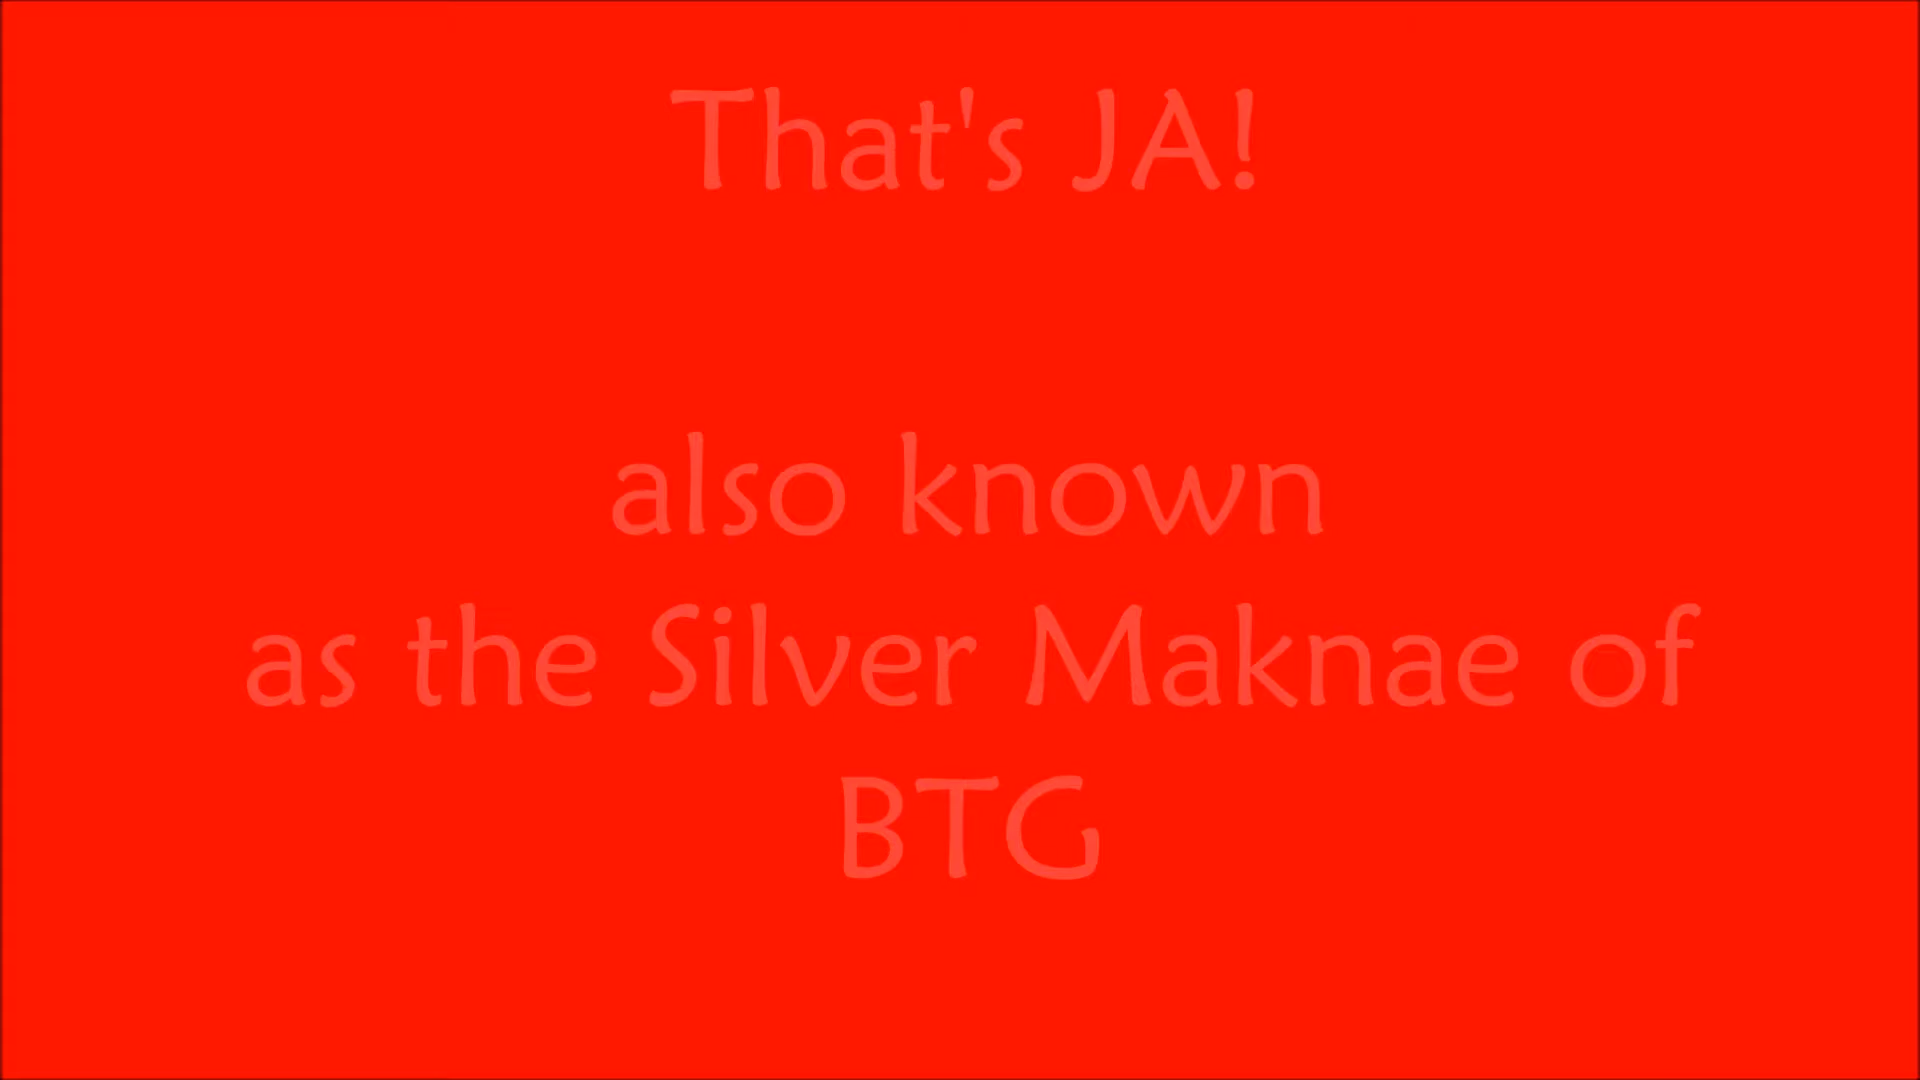 That's JA!
also known
as the Silver Maknae of
BTG